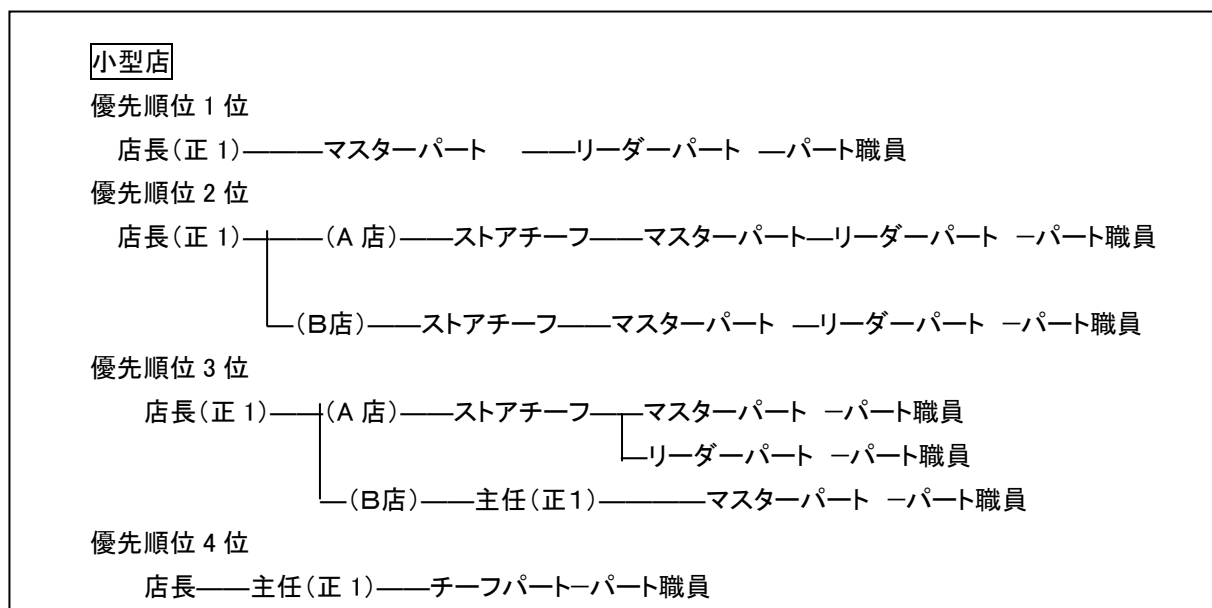 小型店
優先順位 1 位
店長(正 1)―――マスターパート ――リーダーパート ―パート職員
優先順位 2 位
店長(正 1)―――(A 店)――ストアチーフ――マスターパート―リーダーパート －パート職員
―(B店)――ストアチーフ――マスターパート ―リーダーパート －パート職員
優先順位 3 位
店長(正 1)――(A 店)――ストアチーフ――マスターパート －パート職員
―リーダーパート －パート職員
―(B店)――主任(正1)――――マスターパート －パート職員
優先順位 4 位
店長――主任(正 1)――チーフパート－パート職員